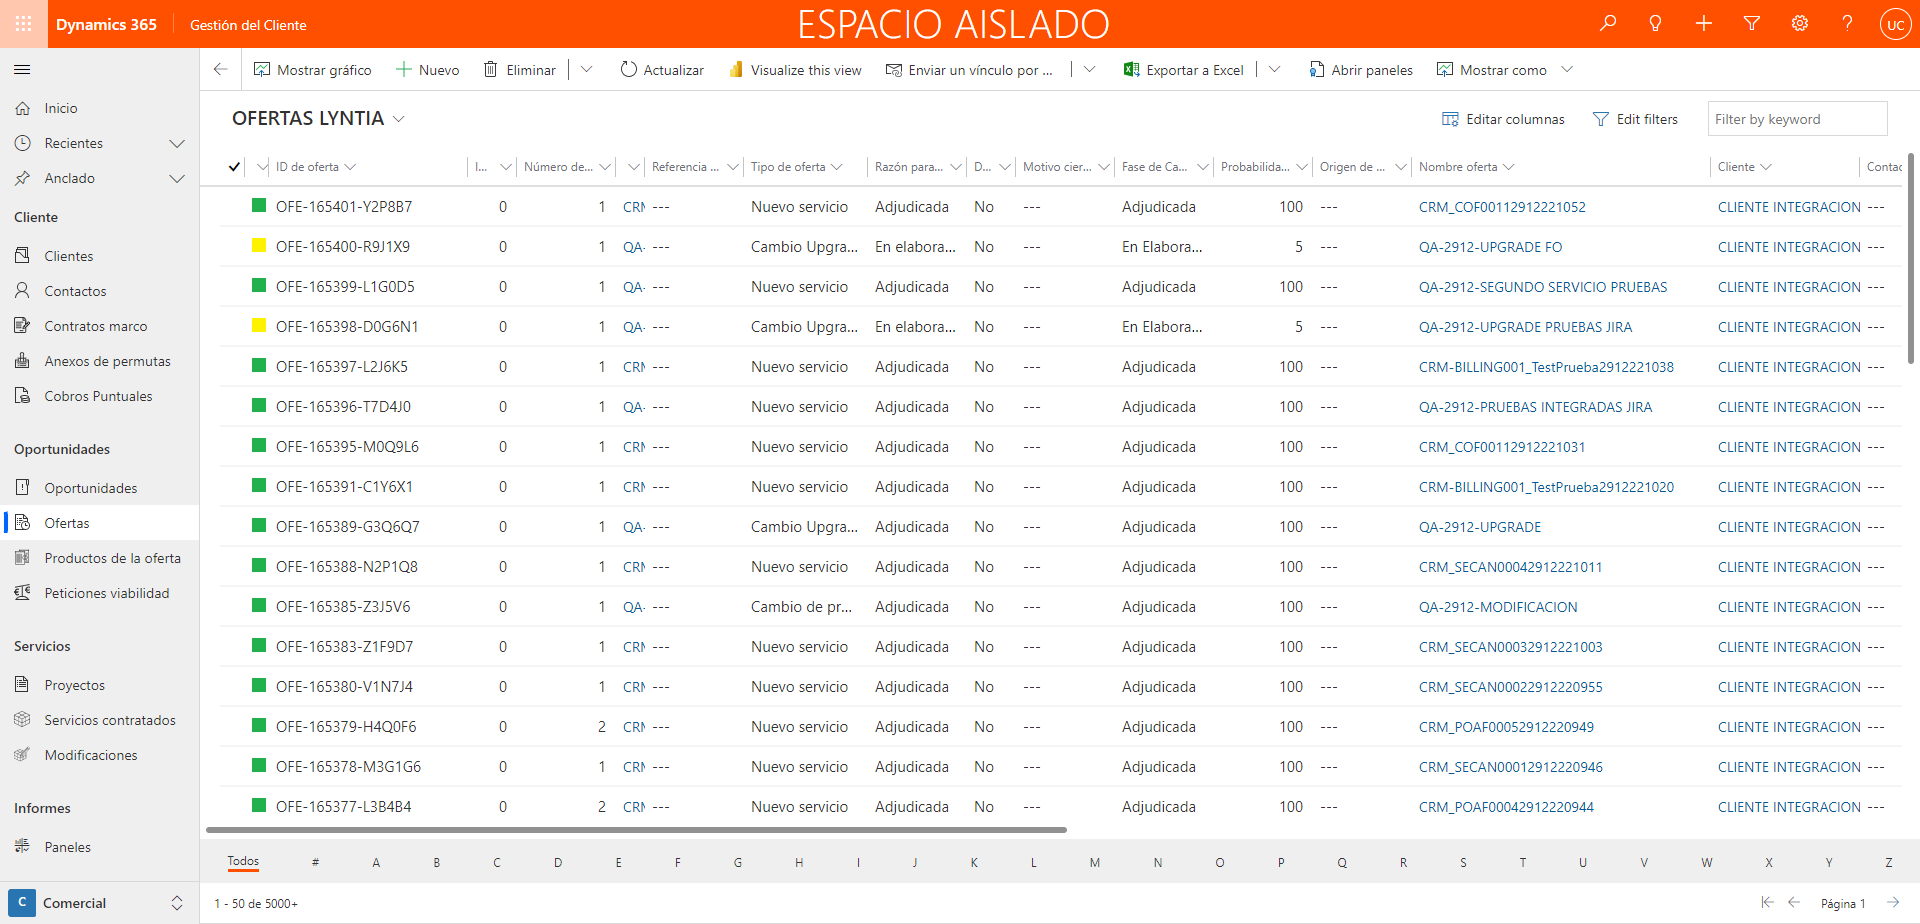 Dynamics 365
Gestión del Cliente
ESPACIO AISLADO
UC
Mostrar gráfico
Nuevo
Eliminar
Actualizar
Visualize this view
Enviar un vínculo por ...
Exportar a Excel
Abrir paneles
Mostrar como
Inicio
Recientes
Anclado
Cliente
Clientes
Contactos
Contratos marco
Anexos de permutas
Cobros Puntuales
Oportunidades
Oportunidades
Ofertas
Productos de la oferta
Peticiones viabilidad
Servicios
Proyectos
Servicios contratados
Modificaciones
Informes
Paneles
C Comercial
OFERTAS LYNTIA
Editar columnas
Edit filters
Filter by keyword
ID de oferta I... Número de... Referencia ... Tipo de oferta Razón para... D... Motivo cier... Fase de Ca... Probabilida... Origen de ... Nombre oferta Cliente Contac
OFE-165401-Y2P8B7 0 1 CRM --- Nuevo servicio Adjudicada No --- Adjudicada 100 --- CRM_COF00112912221052 CLIENTE INTEGRACION ---
OFE-165400-R9J1X9 0 1 QA- --- Cambio Upgra... En elabora... No --- En Elabora... 5 --- QA-2912-UPGRADE FO CLIENTE INTEGRACION ---
OFE-165399-L1G0D5 0 1 QA- --- Nuevo servicio Adjudicada No --- Adjudicada 100 --- QA-2912-SEGUNDO SERVICIO PRUEBAS CLIENTE INTEGRACION ---
OFE-165398-D0G6N1 0 1 QA- --- Cambio Upgra... En elabora... No --- En Elabora... 5 --- QA-2912-UPGRADE PRUEBAS JIRA CLIENTE INTEGRACION ---
OFE-165397-L2J6K5 0 1 CRM --- Nuevo servicio Adjudicada No --- Adjudicada 100 --- CRM-BILLING001_TestPrueba2912221038 CLIENTE INTEGRACION ---
OFE-165396-T7D4J0 0 1 QA- --- Nuevo servicio Adjudicada No --- Adjudicada 100 --- QA-2912-PRUEBAS INTEGRADAS JIRA CLIENTE INTEGRACION ---
OFE-165395-M0Q9L6 0 1 CRM --- Nuevo servicio Adjudicada No --- Adjudicada 100 --- CRM_COF00112912221031 CLIENTE INTEGRACION ---
OFE-165391-C1Y6X1 0 1 CRM --- Nuevo servicio Adjudicada No --- Adjudicada 100 --- CRM-BILLING001_TestPrueba2912221020 CLIENTE INTEGRACION ---
OFE-165389-G3Q6Q7 0 1 QA- --- Cambio Upgra... Adjudicada No --- Adjudicada 100 --- QA-2912-UPGRADE CLIENTE INTEGRACION ---
OFE-165388-N2P1Q8 0 1 CRM --- Nuevo servicio Adjudicada No --- Adjudicada 100 --- CRM_SECAN00042912221011 CLIENTE INTEGRACION ---
OFE-165385-Z3J5V6 0 1 QA- --- Cambio de pr... Adjudicada No --- Adjudicada 100 --- QA-2912-MODIFICACION CLIENTE INTEGRACION ---
OFE-165383-Z1F9D7 0 1 CRM --- Nuevo servicio Adjudicada No --- Adjudicada 100 --- CRM_SECAN00032912221003 CLIENTE INTEGRACION ---
OFE-165380-V1N7J4 0 1 CRM --- Nuevo servicio Adjudicada No --- Adjudicada 100 --- CRM_SECAN00022912220955 CLIENTE INTEGRACION ---
OFE-165379-H4Q0F6 0 2 CRM --- Nuevo servicio Adjudicada No --- Adjudicada 100 --- CRM_POAF00052912220949 CLIENTE INTEGRACION ---
OFE-165378-M3G1G6 0 1 CRM --- Nuevo servicio Adjudicada No --- Adjudicada 100 --- CRM_SECAN00012912220946 CLIENTE INTEGRACION ---
OFE-165377-L3B4B4 0 2 CRM --- Nuevo servicio Adjudicada No --- Adjudicada 100 --- CRM_POAF00042912220944 CLIENTE INTEGRACION ---
Todos # A B C D E F G H I J K L M N O P Q R S T U V W X Y Z
1 - 50 de 5000+
Página 1